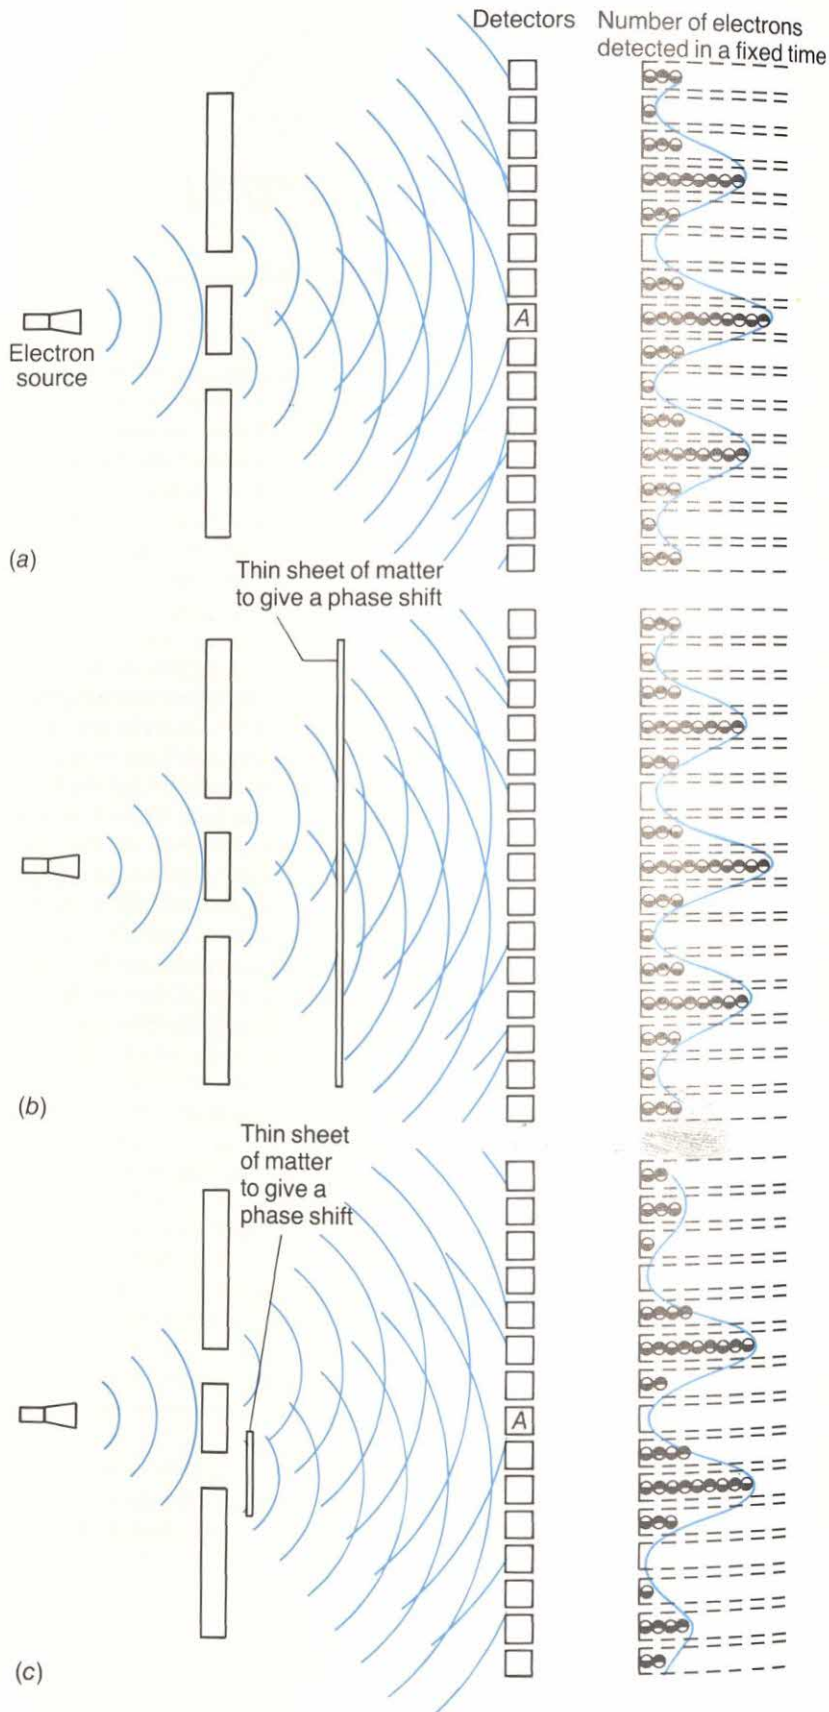 Detectors
Number of electrons
detected in a fixed time
A
Electron
source
(a)
Thin sheet of matter
to give a phase shift
(b)
Thin sheet
of matter
to give a
phase shift
A
(c)